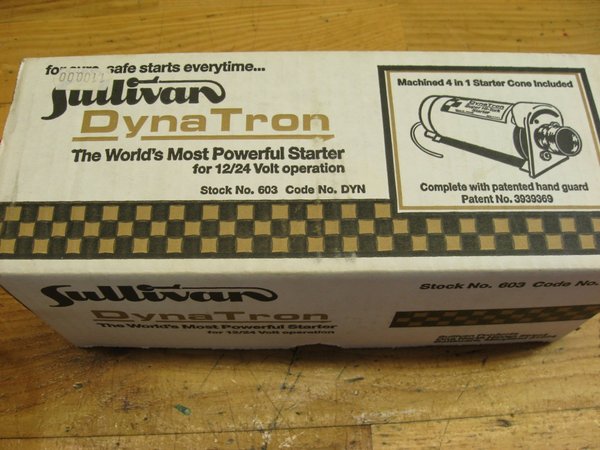 for sure, safe starts everytime...
Sullivan
DynaTron
The World's Most Powerful Starter
for 12/24 Volt operation
Stock No. 603 Code No. DYN
Machined 4 in 1 Starter Cone Included
DynaTron
Complete with patented hand guard
Patent No. 3939369
Sullivan
DynaTron
The World's Most Powerful Starter
for 12/24 Volt operation
Stock No. 603 Code No.